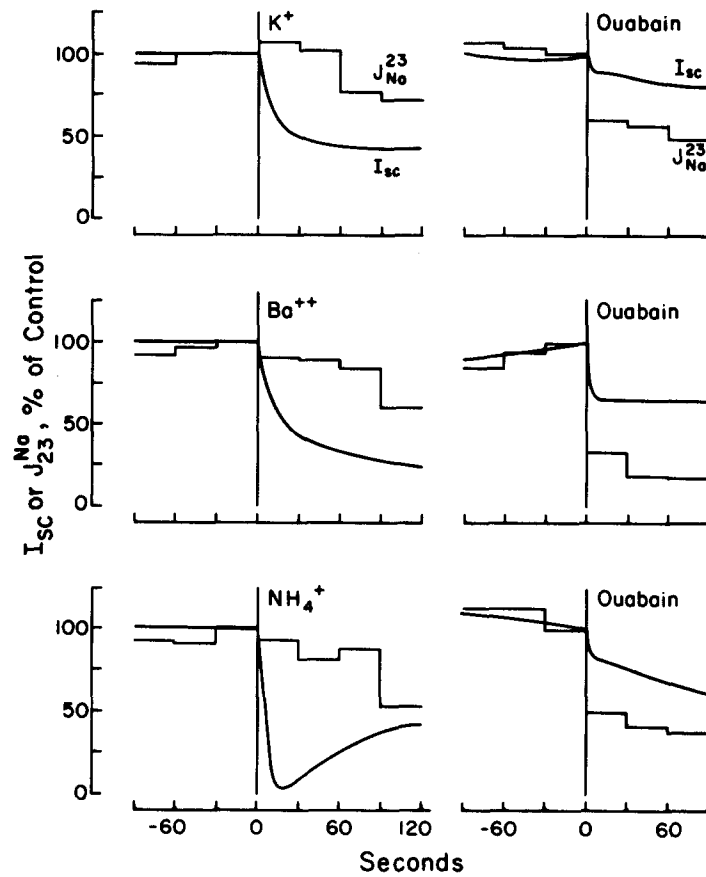 K⁺
Ouabain
J²³Na
Isc
Isc
J²³Na
100
50
0
Ba⁺⁺
Ouabain
100
50
0
NH₄⁺
Ouabain
100
50
0
Isc or J₂₃ᴺᵃ, % of Control
-60 0 60 120
-60 0 60
Seconds